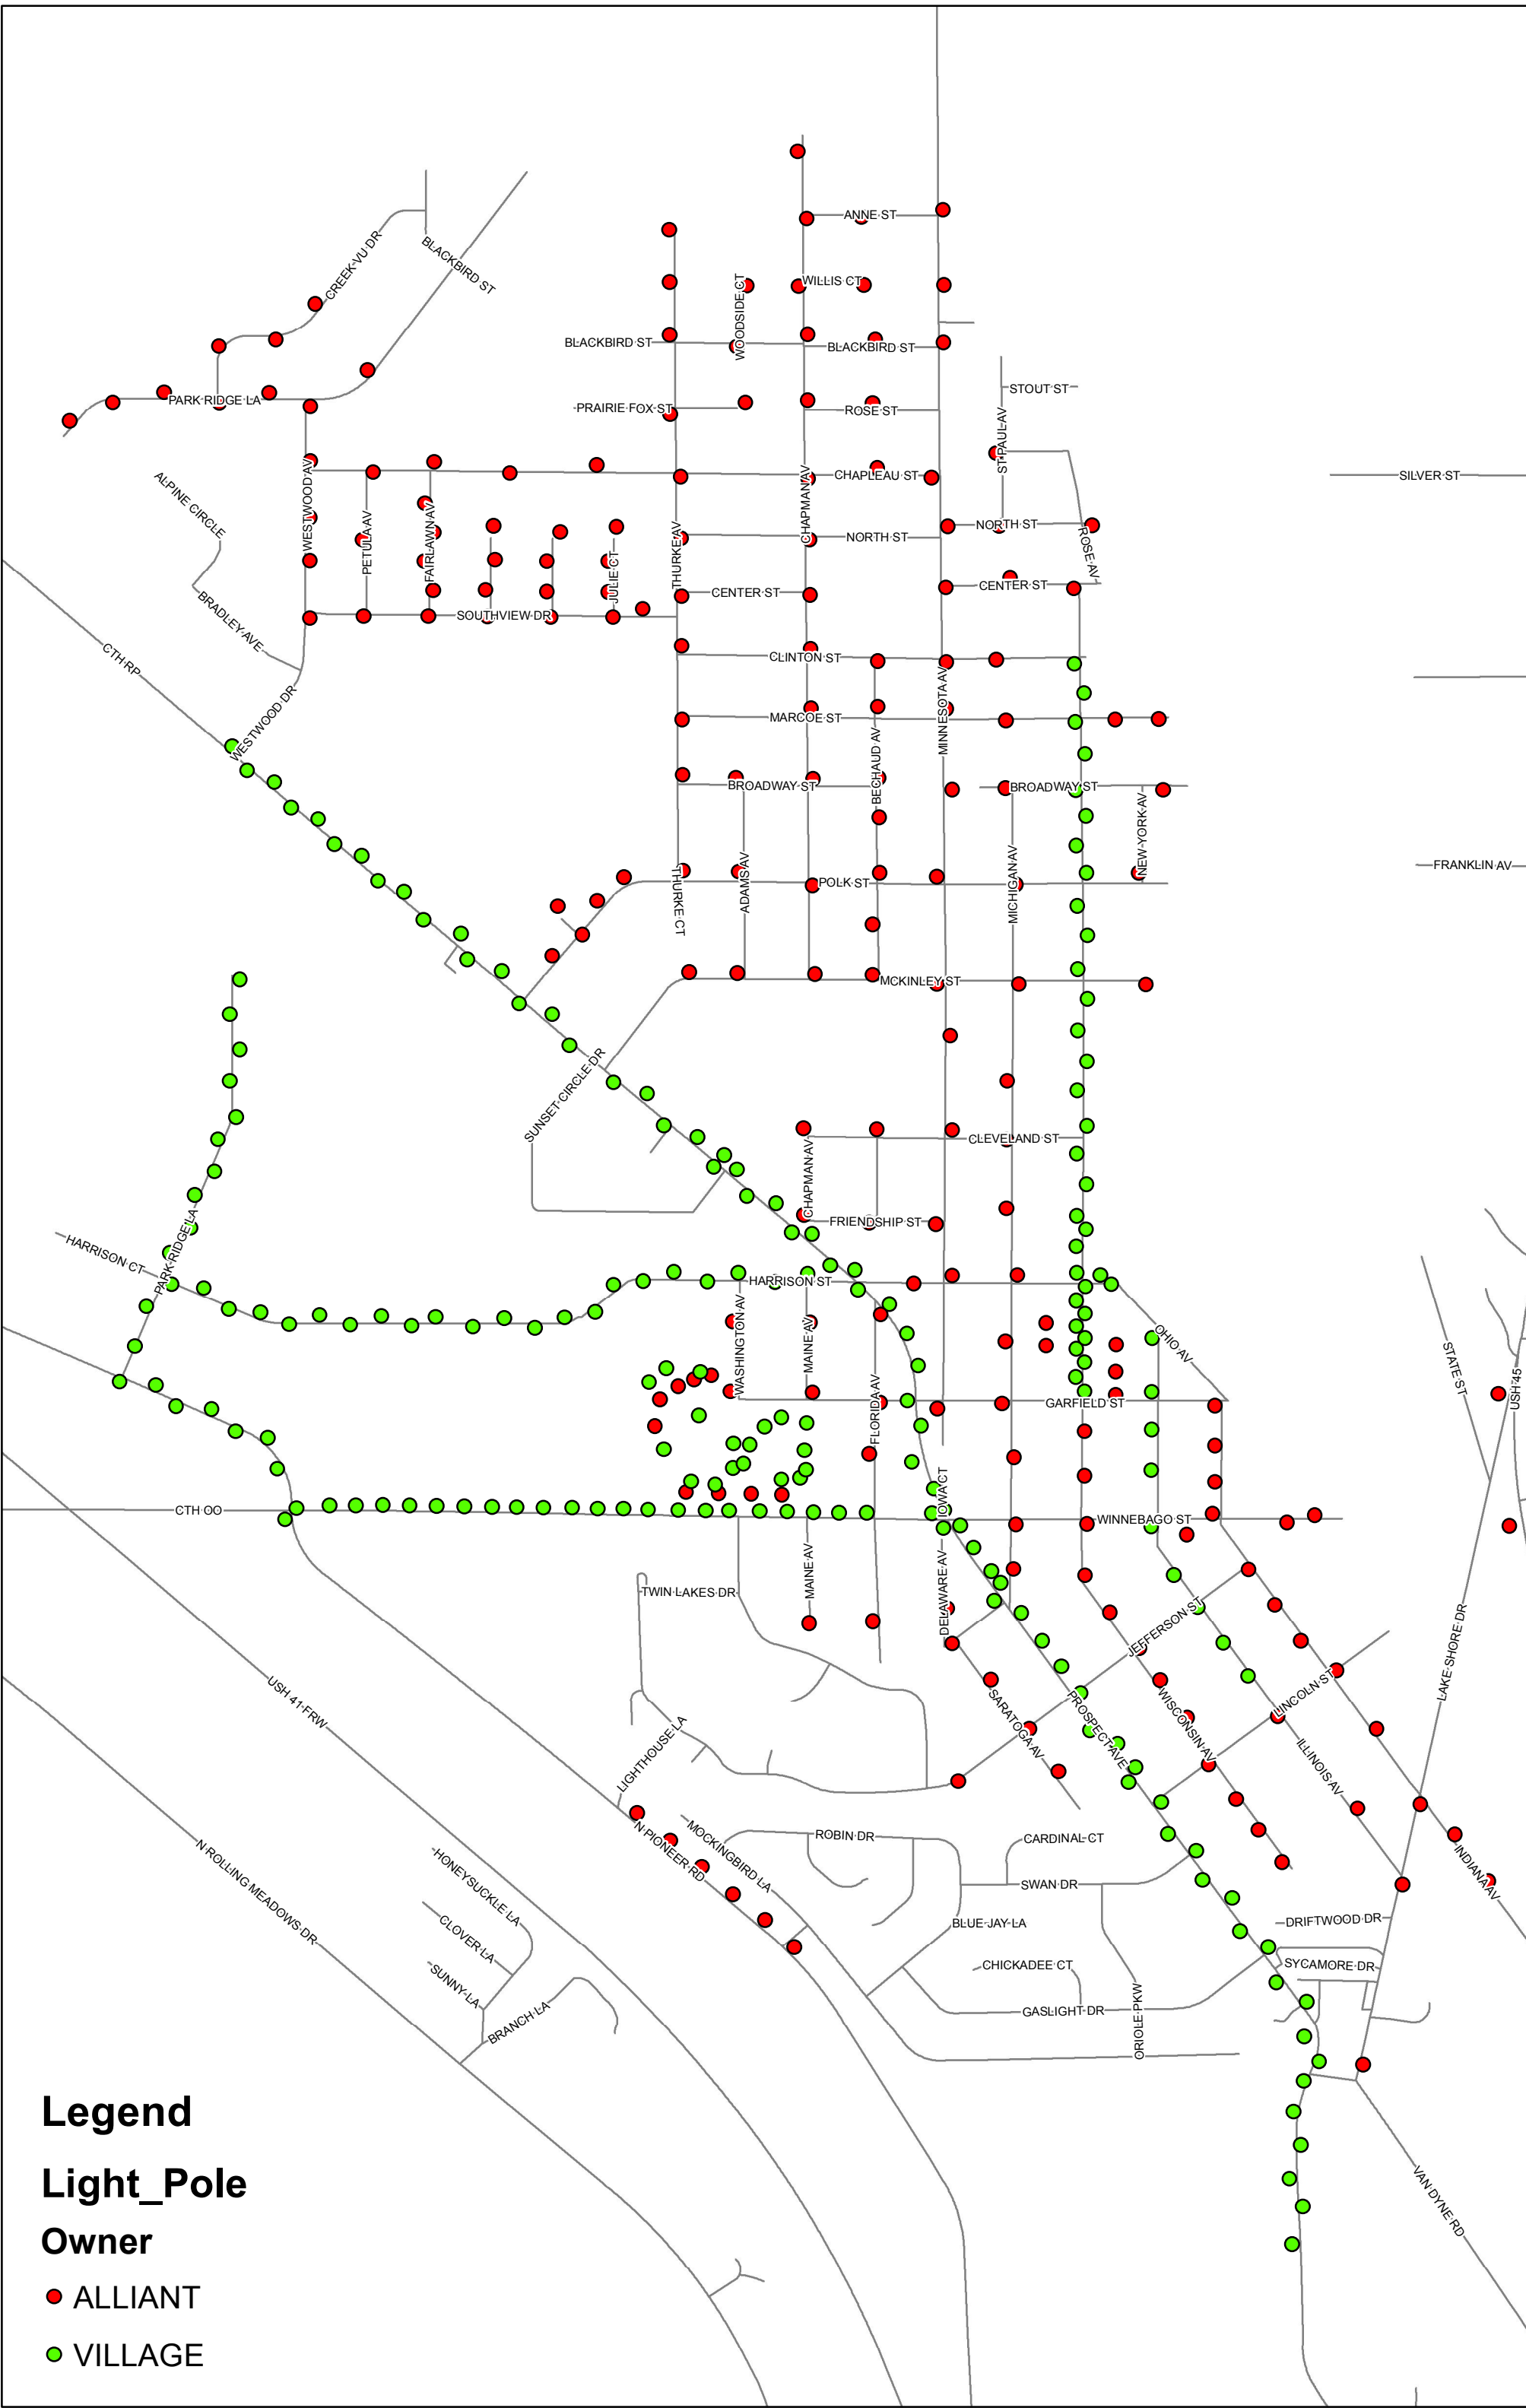 ANNE ST
CREEK-VU DR
BLACKBIRD ST
WOODSIDE CT
WILLIS CT
BLACKBIRD ST
BLACKBIRD ST
STOUT ST
PARK RIDGE LA
PRAIRIE FOX ST
ROSE ST
ST PAUL AV
CHAPLEAU ST
SILVER ST
ALPINE CIRCLE
WESTWOOD AV
PETULA AV
FAIRLAWN AV
JULIE CT
THURKE AV
CHAPMAN AV
NORTH ST
NORTH ST
ROSE AV
CENTER ST
CENTER ST
BRADLEY AVE
SOUTHVIEW DR
CLINTON ST
CTH RP
WESTWOOD DR
MARCOE ST
MINNESOTA AV
BECHAUD AV
BROADWAY ST
BROADWAY ST
NEW YORK AV
FRANKLIN AV
THURKE CT
ADAMS AV
POLK ST
MICHIGAN AV
MCKINLEY ST
SUNSET CIRCLE DR
CLEVELAND ST
CHAPMAN AV
FRIENDSHIP ST
PARK RIDGE LA
HARRISON CT
HARRISON ST
WASHINGTON AV
MAINE AV
OHIO AV
STATE ST
USH 45
FLORIDA AV
GARFIELD ST
IOWA CT
CTH OO
WINNEBAGO ST
MAINE AV
DELAWARE AV
TWIN LAKES DR
JEFFERSON ST
LAKE SHORE DR
USH 41 FRW
LINCOLN ST
SARATOGA AV
PROSPECT AVE
WISCONSIN AV
ILLINOIS AV
LIGHTHOUSE LA
N PIONEER RD
MOCKINGBIRD LA
ROBIN DR
CARDINAL CT
N ROLLING MEADOWS DR
HONEYSUCKLE LA
SWAN DR
INDIANA AV
CLOVER LA
BLUE JAY LA
DRIFTWOOD DR
SUNNY LA
CHICKADEE CT
SYCAMORE DR
BRANCH LA
GASLIGHT DR
ORIOLE PKW
VAN DYNE RD
Legend
Light_Pole
Owner
ALLIANT
VILLAGE